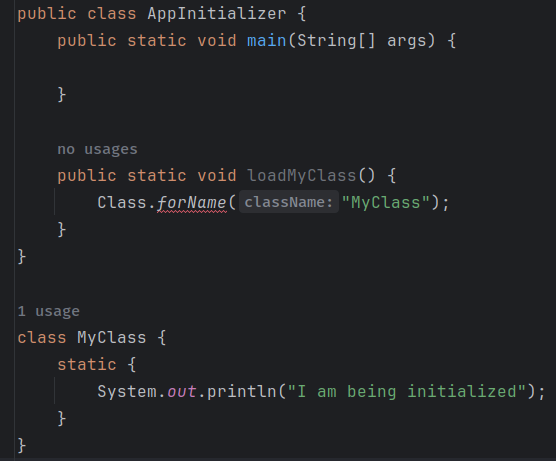 public class AppInitializer {
    public static void main(String[] args) {

    }

    no usages
    public static void loadMyClass() {
        Class.forName( className: "MyClass");
    }
}

1 usage
class MyClass {
    static {
        System.out.println("I am being initialized");
    }
}